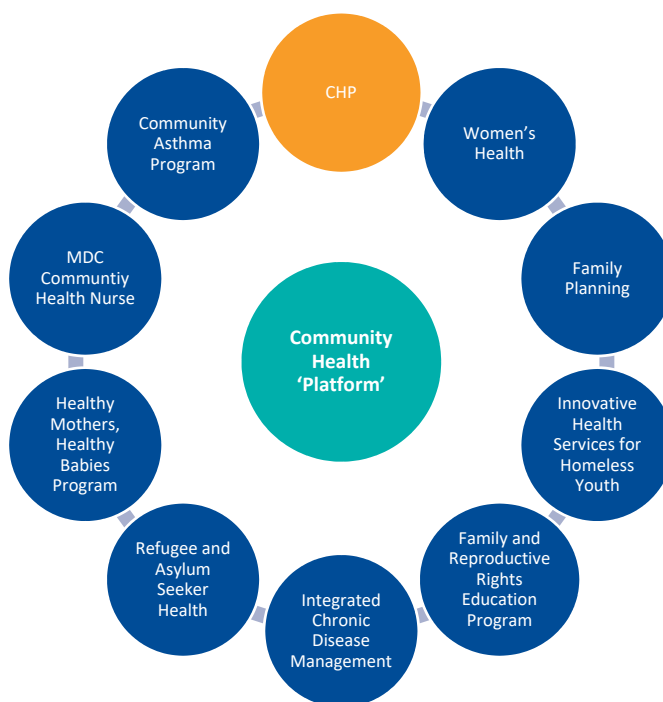 CHP
Women's
Health
Family
Planning
Innovative
Health
Services for
Homeless
Youth
Family and
Reproductive
Rights
Education
Program
Integrated
Chronic
Disease
Management
Refugee and
Asylum
Seeker
Health
Healthy
Mothers,
Healthy
Babies
Program
MDC
Communtiy
Health Nurse
Community
Asthma
Program
Community
Health
‘Platform’